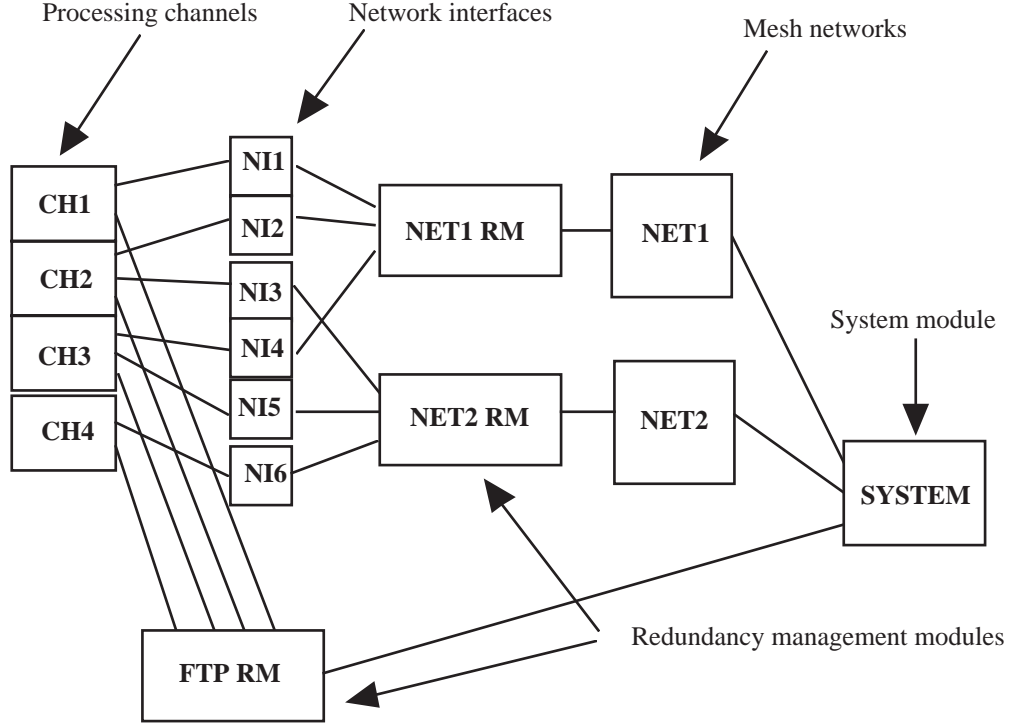 Processing channels
Network interfaces
Mesh networks
CH1
CH2
CH3
CH4
NI1
NI2
NI3
NI4
NI5
NI6
NET1 RM
NET2 RM
NET1
NET2
System module
SYSTEM
Redundancy management modules
FTP RM